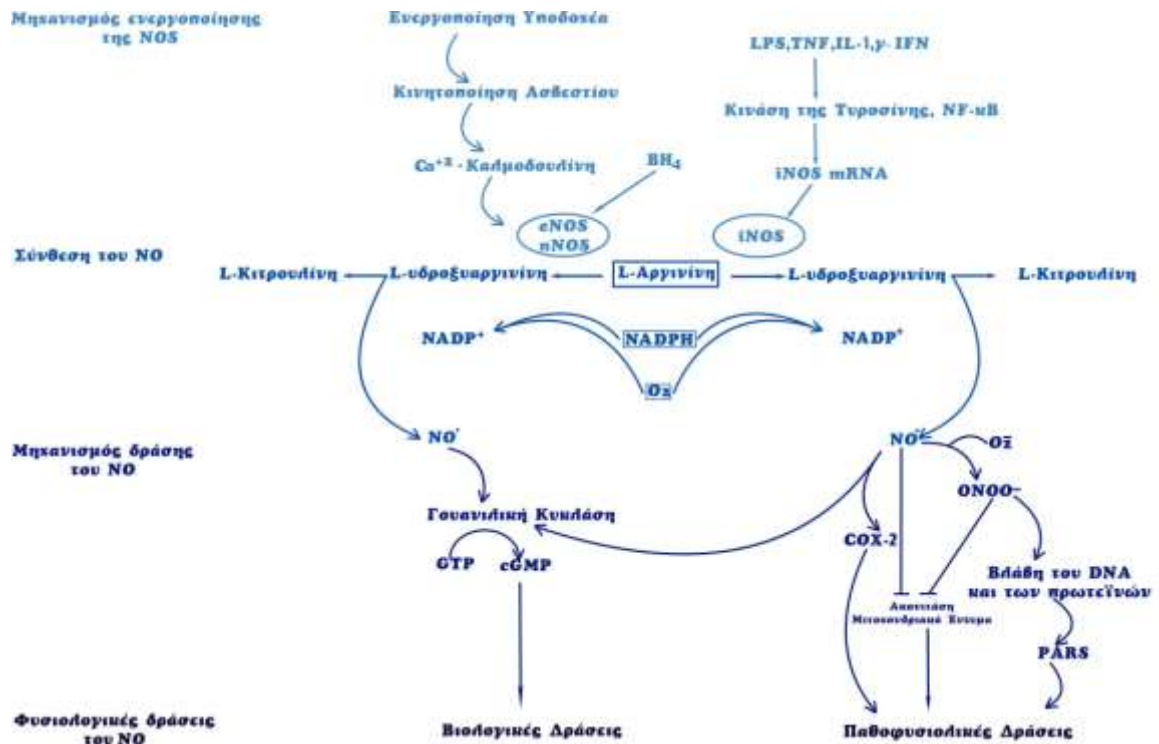 Μηχανισμός ενεργοποίησης
της NOS
Ενεργοποίηση Υποδοχέα
LPS,TNF,IL-1,γ-IFN
Κινητοποίηση Ασβεστίου
Κινάση της Τυροσίνης, NF-κB
Ca⁺² - Καλμοδουλίνη
BH₄
iNOS mRNA
eNOS
nNOS
iNOS
Σύνθεση του NO
L-Κιτρουλίνη
L-υδροξυαργινίνη
L-Αργινίνη
L-υδροξυαργινίνη
L-Κιτρουλίνη
NADP⁺
NADPH
NADP⁺
O₂
Μηχανισμός δράσης
του NO
NO
NO
O₂̄
ONOO⁻
Γουανιλική Κυκλάση
GTP
cGMP
COX-2
Βλάβη του DNA
και των πρωτεϊνών
Ακονιτάση
Μιτοχονδριακά Ένζυμα
PARS
Φυσιολογικές δράσεις
του NO
Βιολογικές Δράσεις
Παθοφυσιολικές Δράσεις